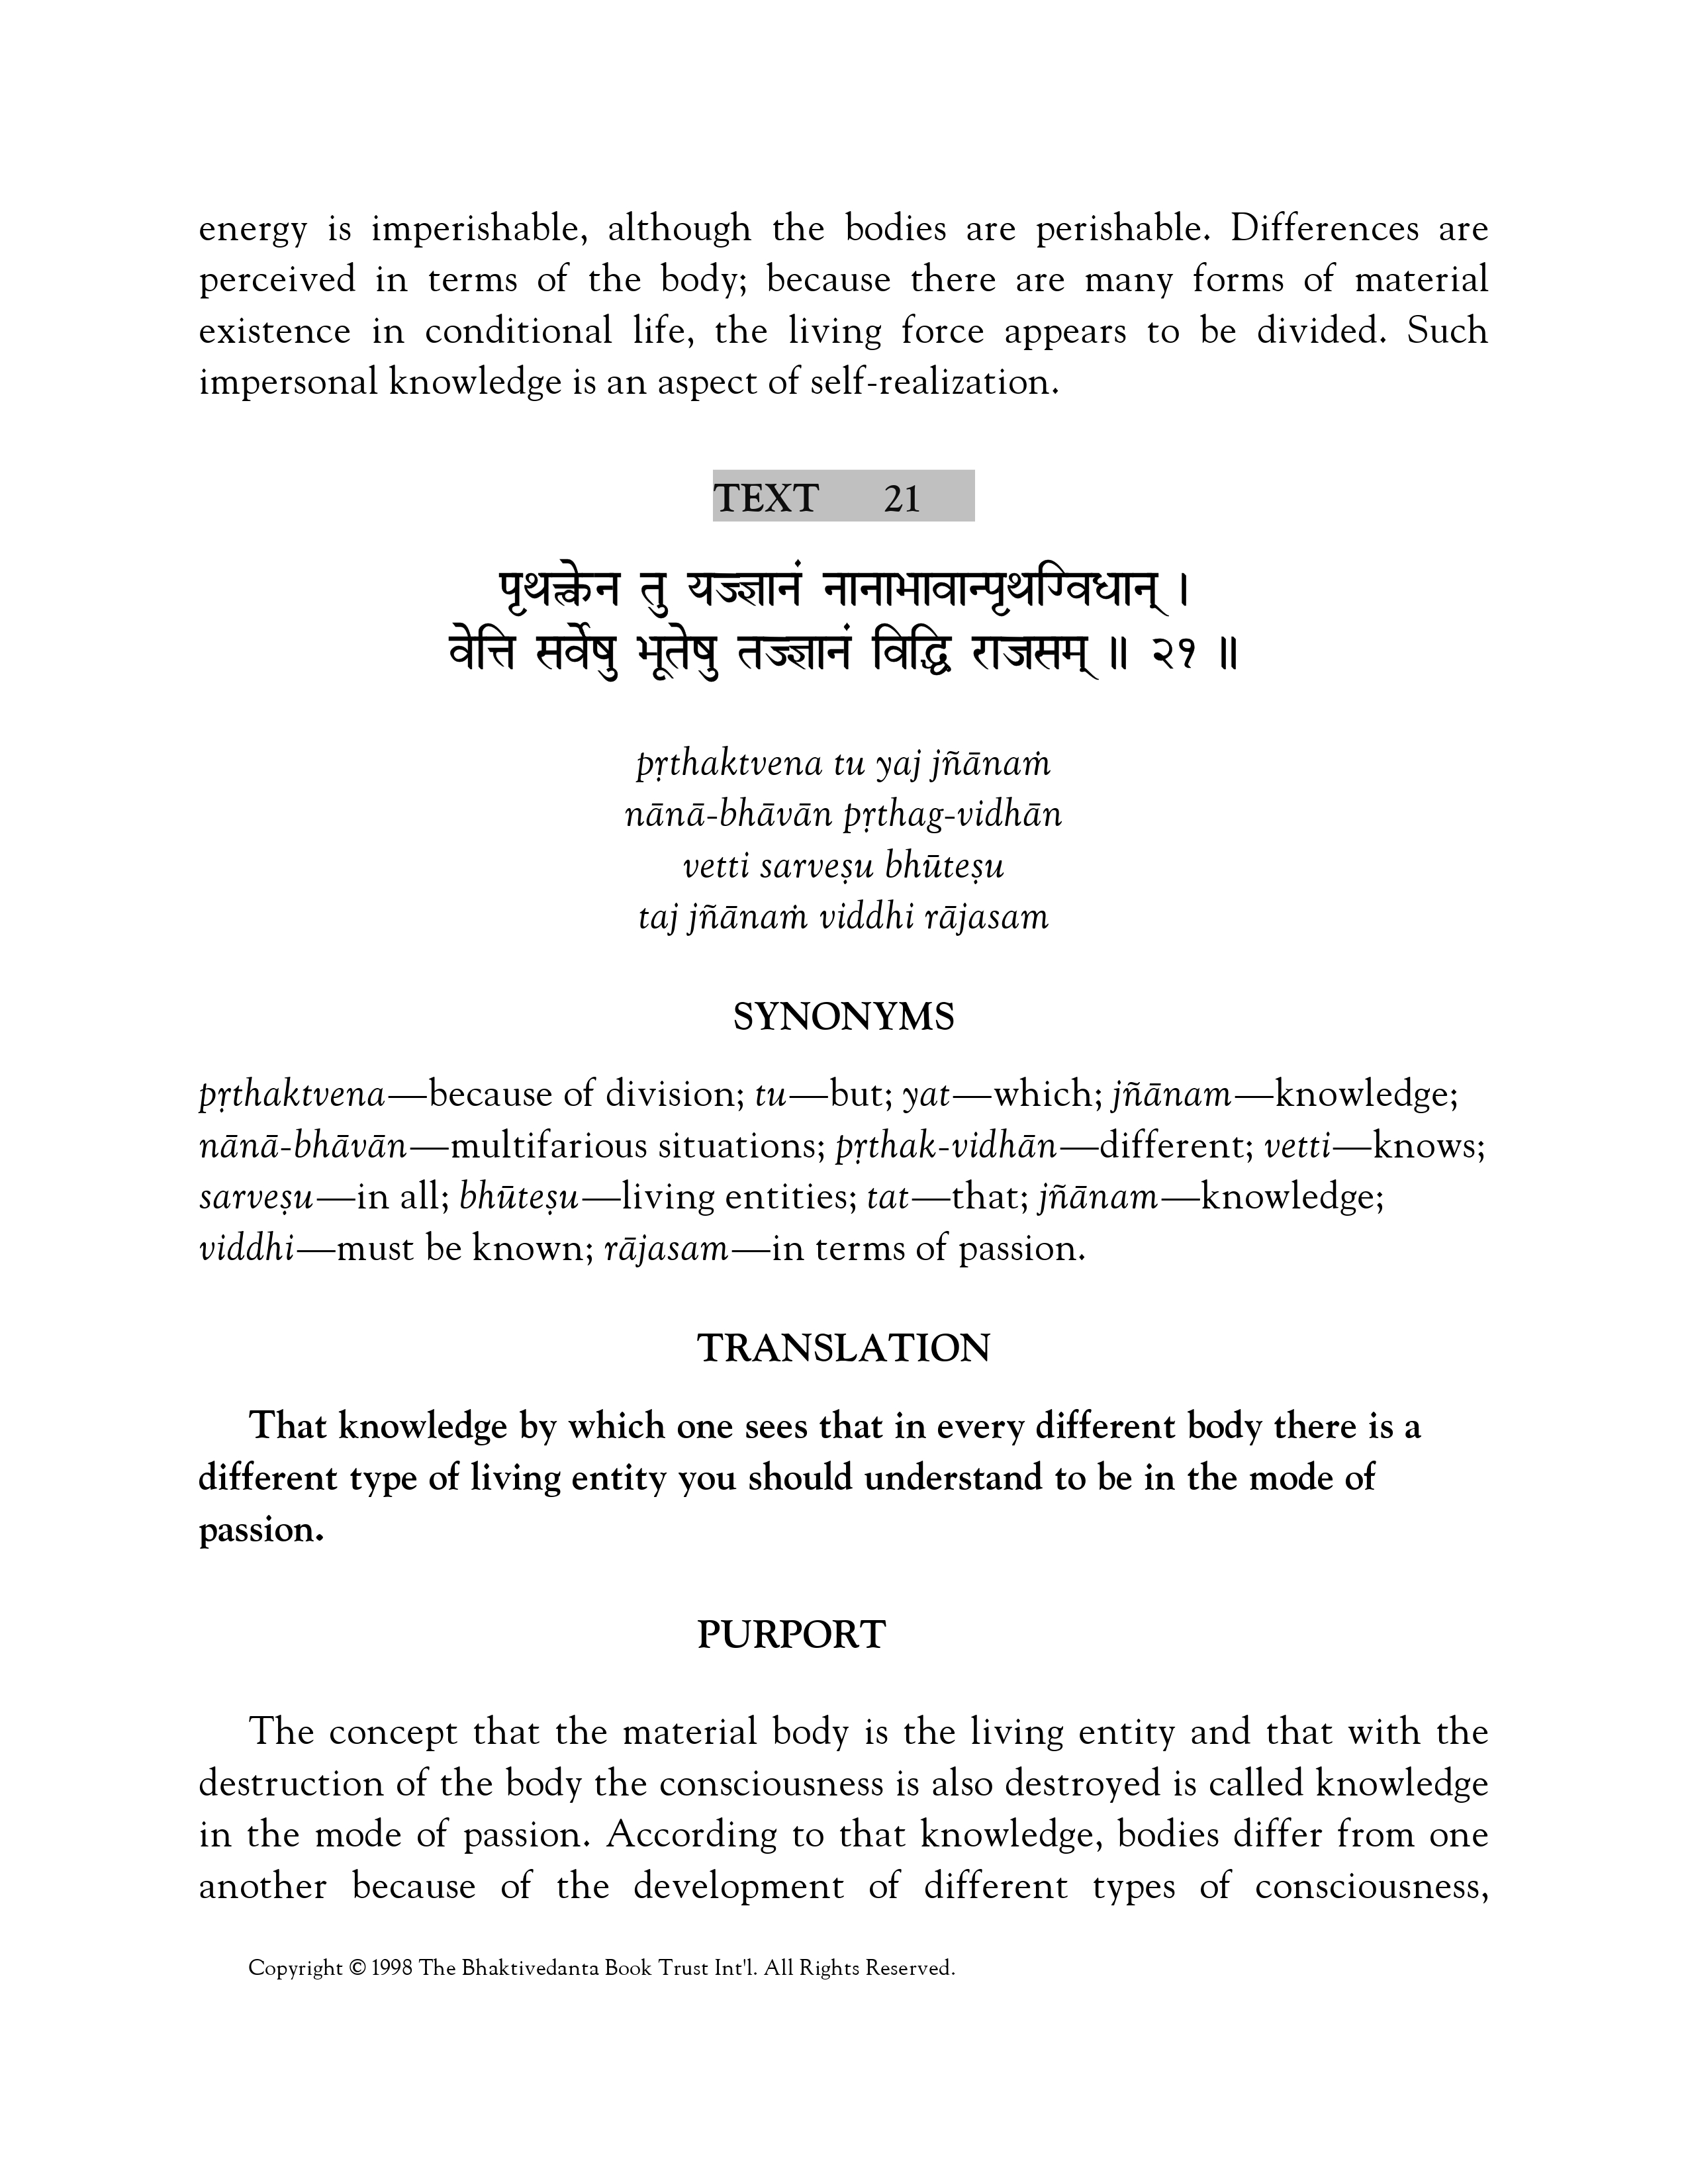 energy is imperishable, although the bodies are perishable. Differences are
perceived in terms of the body; because there are many forms of material
existence in conditional life, the living force appears to be divided. Such
impersonal knowledge is an aspect of self-realization.
TEXT 21
पृथक्त्वेन तु यज्ज्ञानं नानाभावान्पृथग्विधान् ।
वेत्ति सर्वेषु भूतेषु तज्ज्ञानं विद्धि राजसम् ॥ २१ ॥
pṛthaktvena tu yaj jñānaṁ
nānā-bhāvān pṛthag-vidhān
vetti sarveṣu bhūteṣu
taj jñānaṁ viddhi rājasam
SYNONYMS
pṛthaktvena—because of division; tu—but; yat—which; jñānam—knowledge;
nānā-bhāvān—multifarious situations; pṛthak-vidhān—different; vetti—knows;
sarveṣu—in all; bhūteṣu—living entities; tat—that; jñānam—knowledge;
viddhi—must be known; rājasam—in terms of passion.
TRANSLATION
That knowledge by which one sees that in every different body there is a
different type of living entity you should understand to be in the mode of
passion.
PURPORT
The concept that the material body is the living entity and that with the
destruction of the body the consciousness is also destroyed is called knowledge
in the mode of passion. According to that knowledge, bodies differ from one
another because of the development of different types of consciousness,
Copyright © 1998 The Bhaktivedanta Book Trust Int'l. All Rights Reserved.